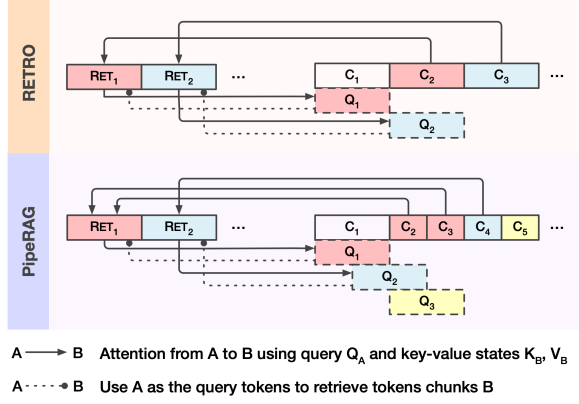 RETRO
RET1 RET2 ... C1 C2 C3 ...
Q1
Q2
PipeRAG
RET1 RET2 ... C1 C2 C3 C4 C5 ...
Q1
Q2
Q3
A B Attention from A to B using query QA and key-value states KB, VB
A B Use A as the query tokens to retrieve tokens chunks B